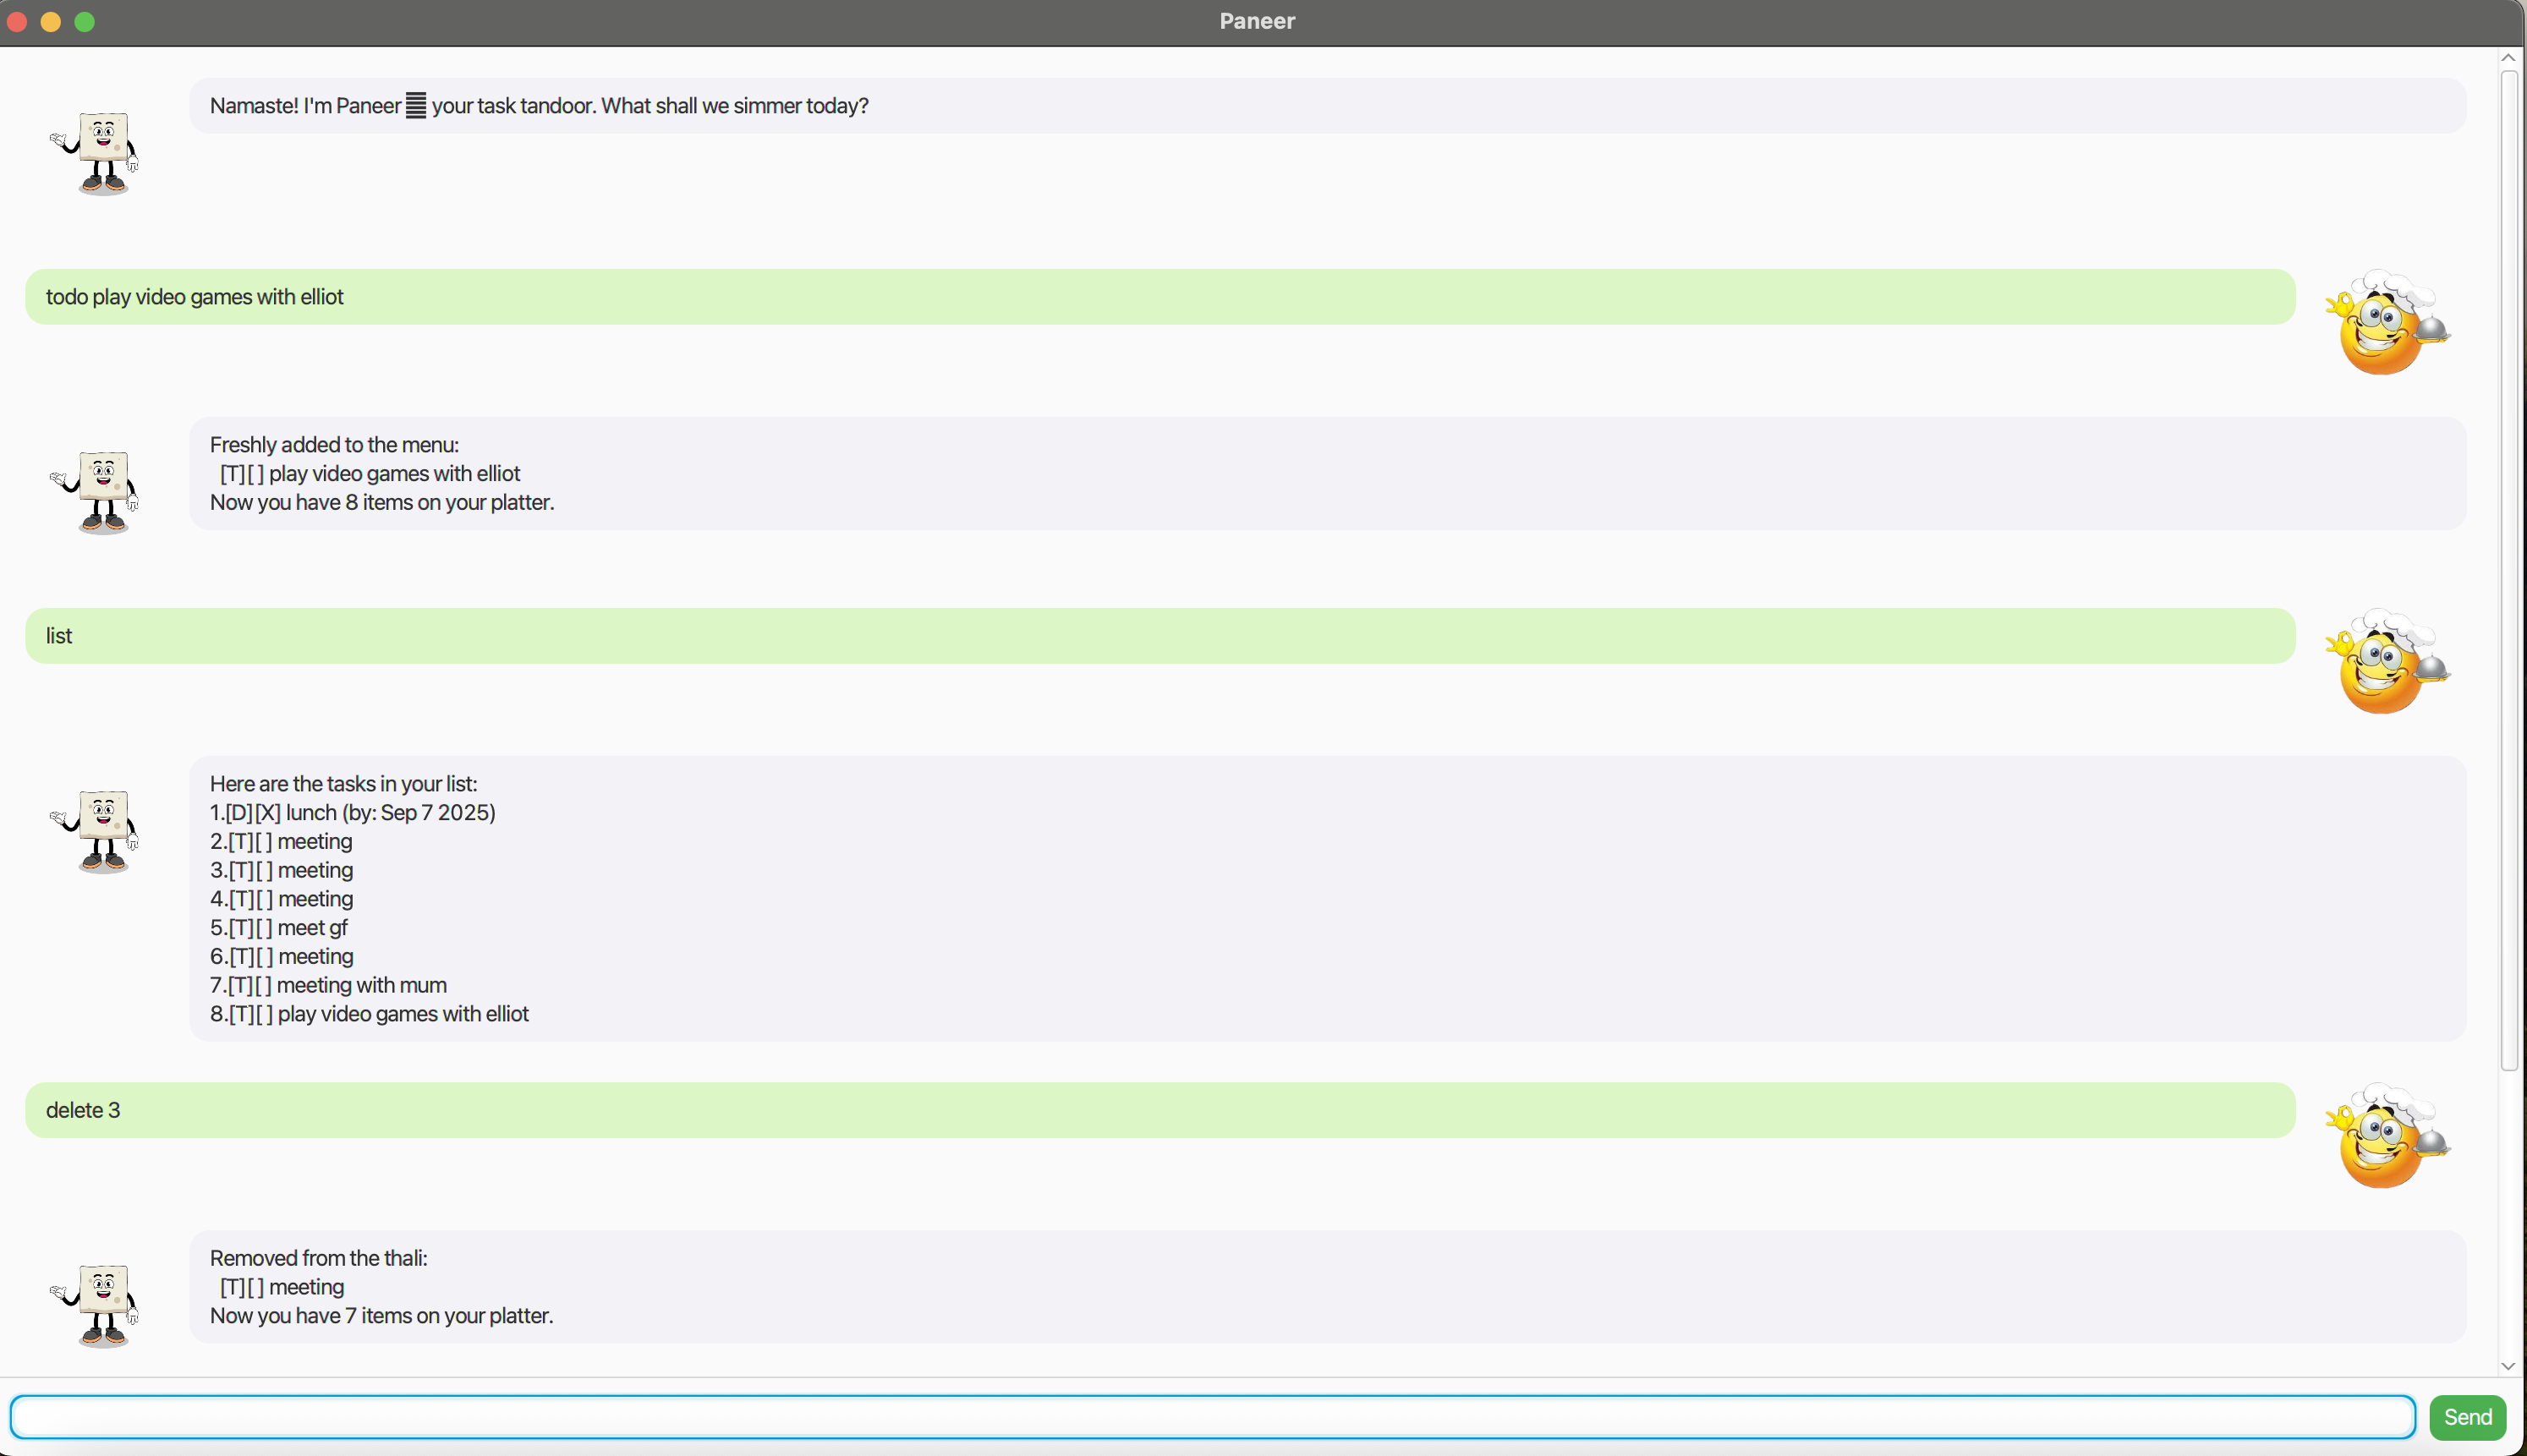 Paneer
Namaste! I'm Paneer your task tandoor. What shall we simmer today?
todo play video games with elliot
Freshly added to the menu:
[T][ ] play video games with elliot
Now you have 8 items on your platter.
list
Here are the tasks in your list:
1.[D][X] lunch (by: Sep 7 2025)
2.[T][ ] meeting
3.[T][ ] meeting
4.[T][ ] meeting
5.[T][ ] meet gf
6.[T][ ] meeting
7.[T][ ] meeting with mum
8.[T][ ] play video games with elliot
delete 3
Removed from the thali:
[T][ ] meeting
Now you have 7 items on your platter.
Send